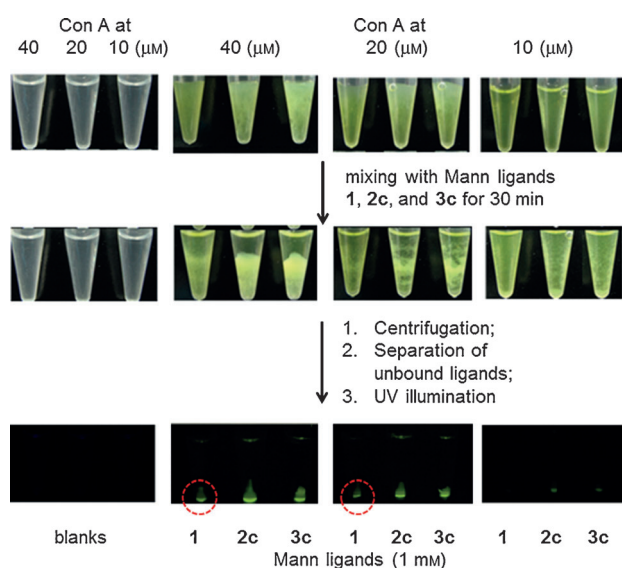 Con A at
Con A at
40 20 10 (μM) 40 (μM) 20 (μM) 10 (μM)
mixing with Mann ligands
1, 2c, and 3c for 30 min
1. Centrifugation;
2. Separation of
unbound ligands;
3. UV illumination
blanks 1 2c 3c 1 2c 3c 1 2c 3c
Mann ligands (1 mM)